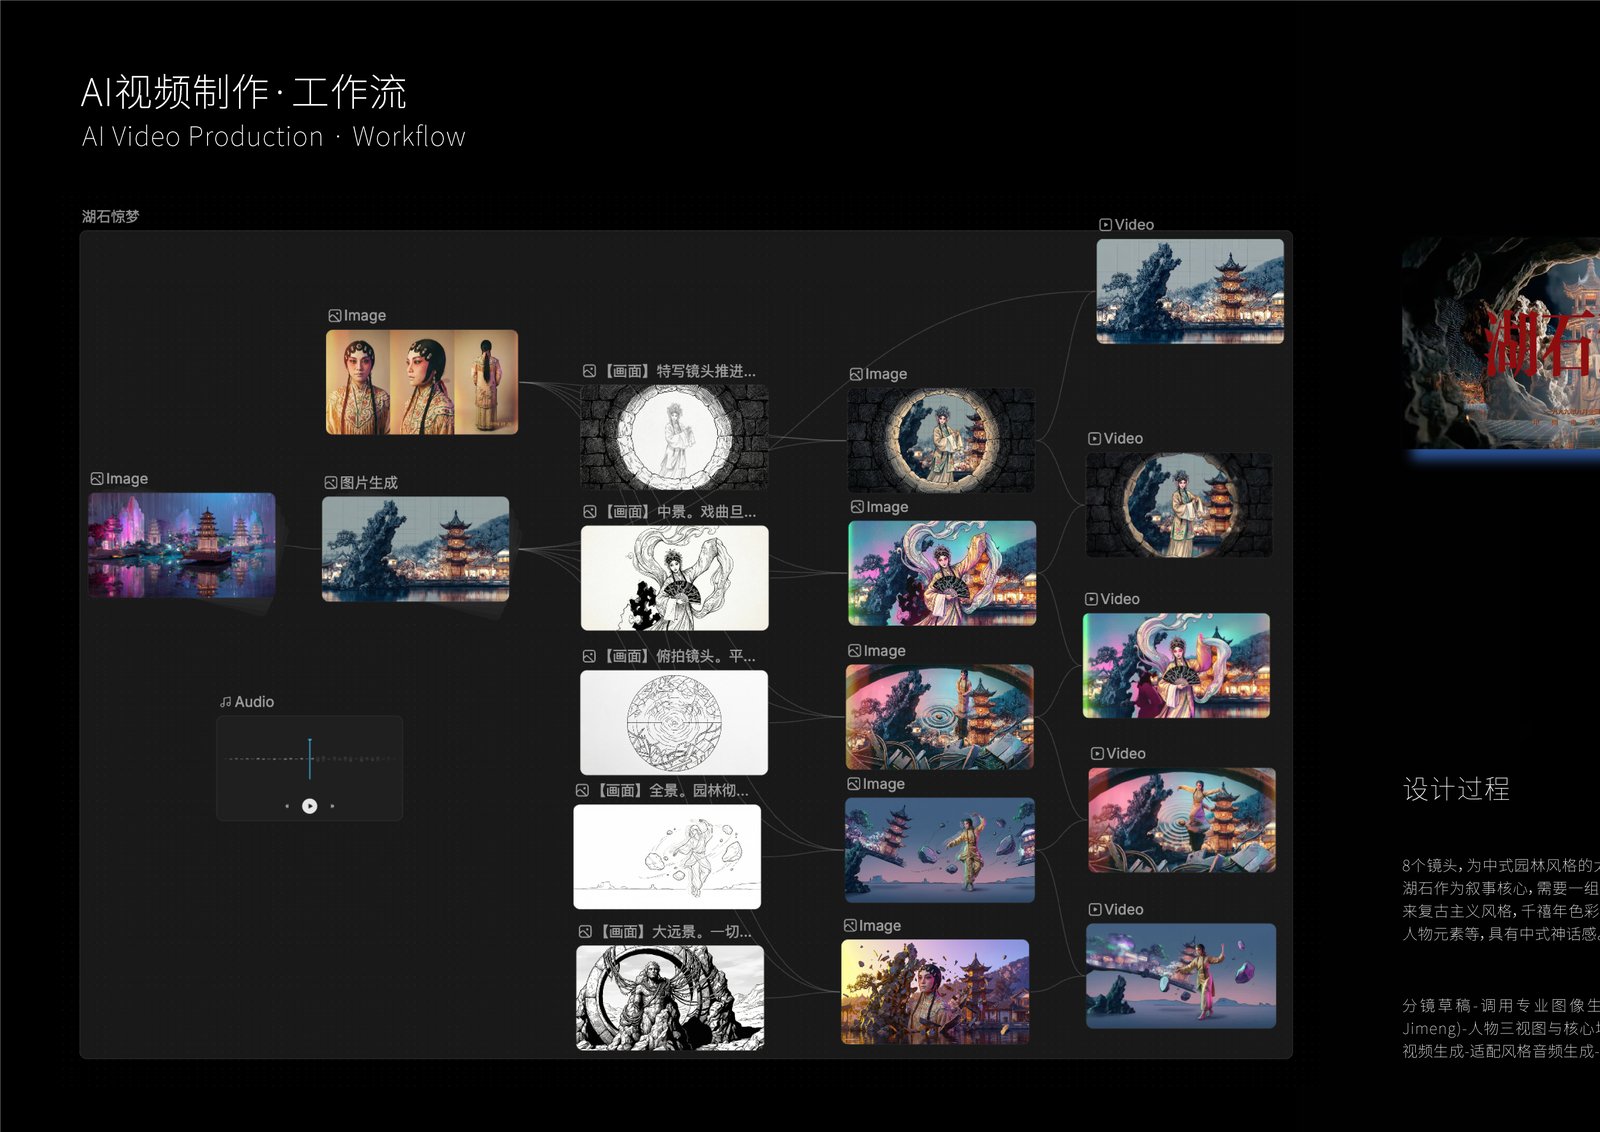 AI视频制作·工作流
AI Video Production · Workflow
湖石惊梦
Video
Image
【画面】特写镜头推进...
Image
Video
Image
图片生成
【画面】中景。戏曲旦...
Image
Video
【画面】俯拍镜头。平...
Image
Audio
Video
【画面】全景。园林彻...
Image
【画面】大远景。一切...
Image
Video
湖石
设计过程
8个镜头，为中式园林风格的
湖石作为叙事核心，需要一组
来复古主义风格，千禧年色彩
人物元素等，具有中式神话感。
分镜草稿-调用专业图像生
Jimeng)-人物三视图与核心
视频生成-适配风格音频生成-